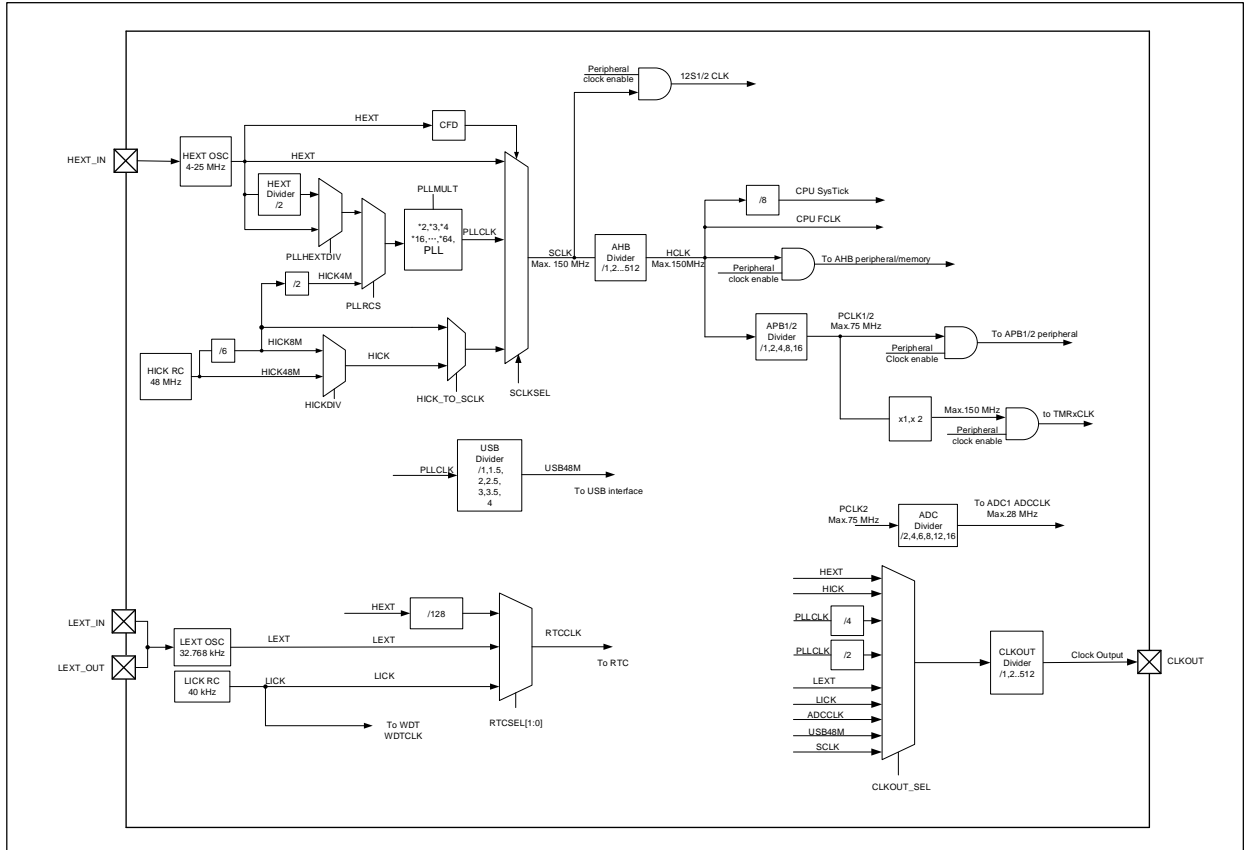 Peripheral
clock enable
12S1/2 CLK
HEXT
CFD
HEXT_IN
HEXT OSC
4-25 MHz
HEXT
HEXT
Divider
/2
PLLMULT
*2,*3,*4
*16,···,*64,
PLL
PLLCLK
PLLHEXTDIV
/2
HICK4M
PLLRCS
SCLK
Max. 150 MHz
AHB
Divider
/1,2...512
HCLK
Max.150MHz
/8
CPU SysTick
CPU FCLK
To AHB peripheral/memory
Peripheral
clock enable
APB1/2
Divider
/1,2,4,8,16
PCLK1/2
Max.75 MHz
To APB1/2 peripheral
Peripheral
Clock enable
HICK RC
48 MHz
/6
HICK8M
HICK48M
HICK
HICKDIV
HICK_TO_SCLK
SCLKSEL
x1,x 2
Max.150 MHz
to TMRxCLK
Peripheral
clock enable
PLLCLK
USB
Divider
/1,1.5,
2,2.5,
3,3.5,
4
USB48M
To USB interface
PCLK2
Max.75 MHz
ADC
Divider
/2,4,6,8,12,16
To ADC1 ADCCLK
Max.28 MHz
LEXT_IN
LEXT_OUT
LEXT OSC
32.768 kHz
LICK RC
40 kHz
HEXT
/128
LEXT
LEXT
LICK
LICK
RTCCLK
To RTC
RTCSEL[1:0]
To WDT
WDTCLK
HEXT
HICK
PLLCLK
/4
PLLCLK
/2
LEXT
LICK
ADCCLK
USB48M
SCLK
CLKOUT_SEL
CLKOUT
Divider
/1,2..512
Clock Output
CLKOUT